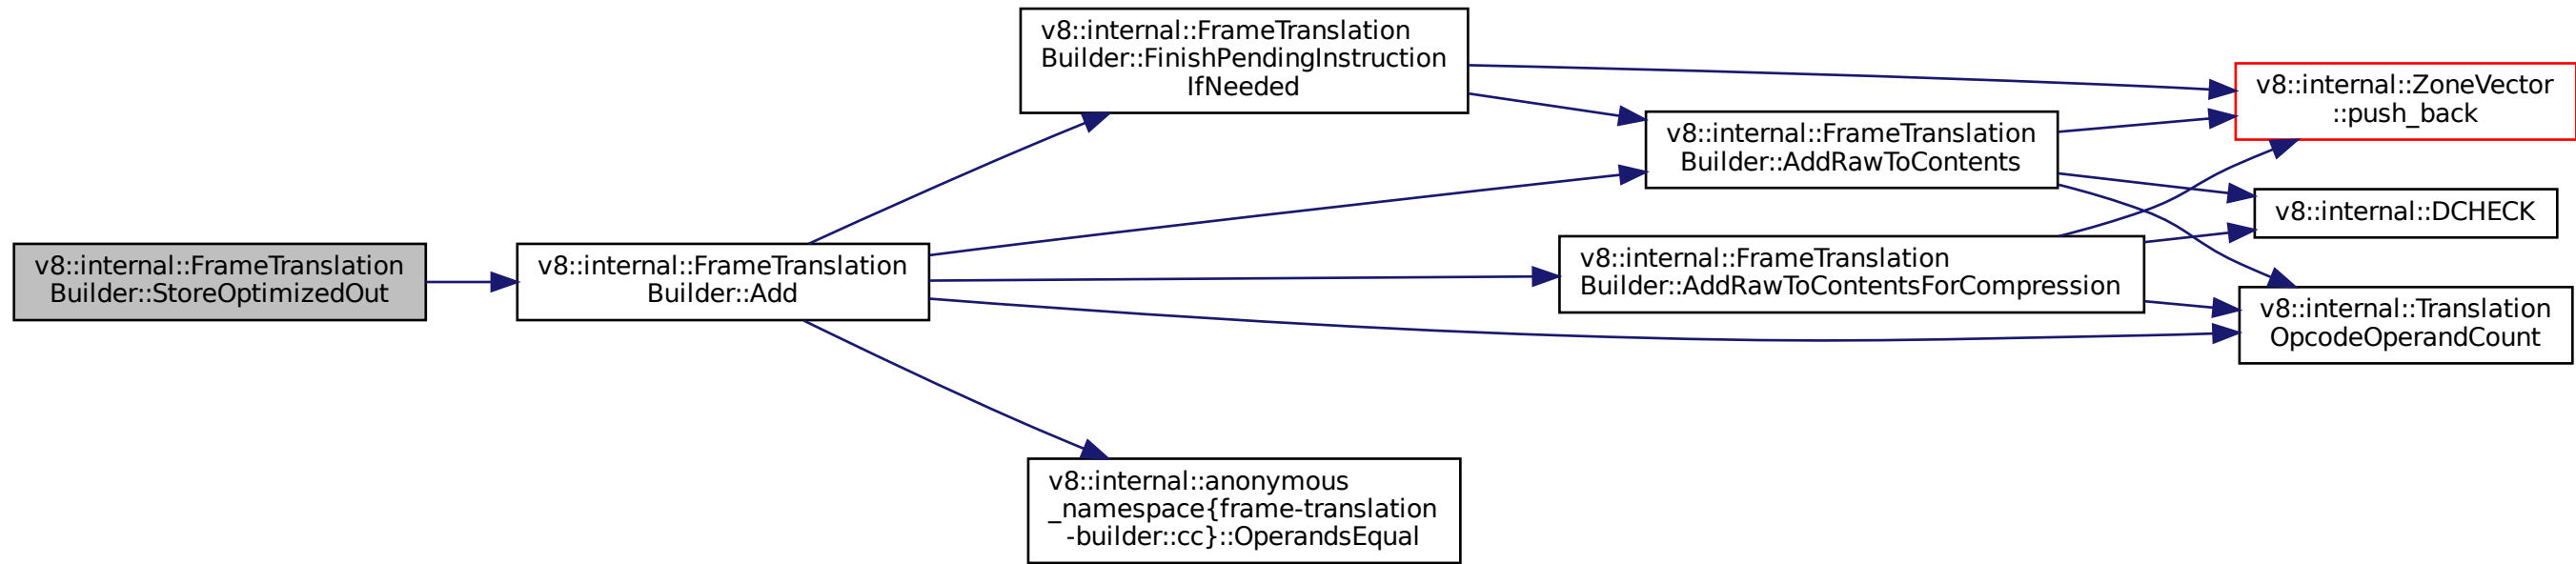 v8::internal::FrameTranslation
Builder::StoreOptimizedOut
v8::internal::FrameTranslation
Builder::Add
v8::internal::FrameTranslation
Builder::FinishPendingInstruction
IfNeeded
v8::internal::FrameTranslation
Builder::AddRawToContents
v8::internal::FrameTranslation
Builder::AddRawToContentsForCompression
v8::internal::anonymous
_namespace{frame-translation
-builder::cc}::OperandsEqual
v8::internal::ZoneVector
::push_back
v8::internal::DCHECK
v8::internal::Translation
OpcodeOperandCount